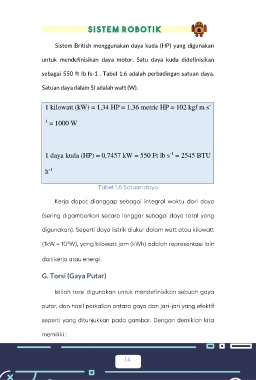 SISTEM ROBOTIK
Sistem British menggunakan daya kuda (HP) yang digunakan
untuk mendefinisikan daya motor. Satu daya kuda didefinisikan
sebagai 550 ft lb fs-1 . Tabel 1.6 adalah perbadingan satuan daya.
Satuan daya dalam SI adalah watt (W).
1 kilowatt (kW) = 1,34 HP = 1,36 metric HP = 102 kgf m s⁻
¹ = 1000 W
1 daya kuda (HP) = 0,7457 kW = 550 Ft lb s⁻¹ = 2545 BTU
h⁻¹
Tabel 1.6 Satuan daya
Kerja dapat dianggap sebagai integral waktu dari daya
(sering digambarkan secara longgar sebagai daya total yang
digunakan). Seperti daya listrik diukur dalam watt atau kilowatt
(1kW = 10³W), yang kilowatt jam (kWh) adalah representasi lain
dari kerja atau energi.
G. Torsi (Gaya Putar)
Istilah torsi digunakan untuk mendefinisikan sebuah gaya
putar, dan hasil perkalian antara gaya dan jari-jari yang efektif
seperti yang ditunjukkan pada gambar. Dengan demikian kita
memiliki :
14